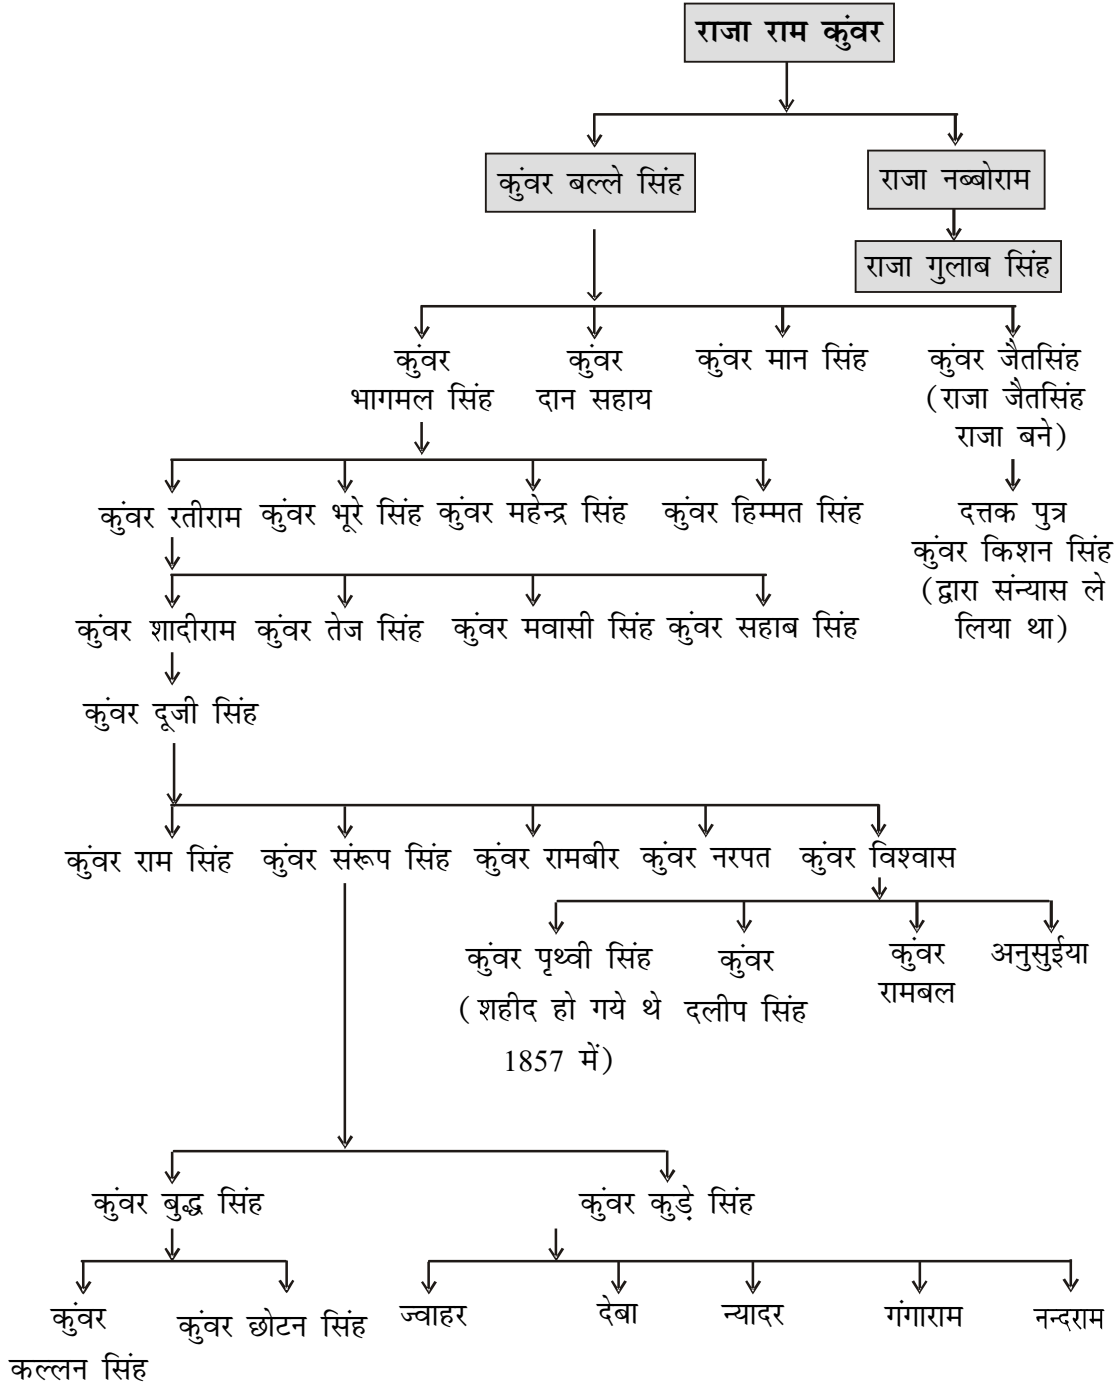 राजा राम कुंवर
कुंवर बल्ले सिंह
राजा नब्बोराम
राजा गुलाब सिंह
कुंवर
भागमल सिंह
कुंवर
दान सहाय
कुंवर मान सिंह
कुंवर जैतसिंह
(राजा जैतसिंह
राजा बने)
कुंवर रतीराम
कुंवर भूरे सिंह
कुंवर महेन्द्र सिंह
कुंवर हिम्मत सिंह
दत्तक पुत्र
कुंवर किशन सिंह
(द्वारा संन्यास ले
लिया था)
कुंवर शादीराम
कुंवर तेज सिंह
कुंवर मवासी सिंह
कुंवर सहाब सिंह
कुंवर दूजी सिंह
कुंवर राम सिंह
कुंवर संरूप सिंह
कुंवर रामबीर
कुंवर नरपत
कुंवर विश्वास
कुंवर पृथ्वी सिंह
(शहीद हो गये थे
1857 में)
कुंवर
दलीप सिंह
कुंवर
रामबल
अनुसुईया
कुंवर बुद्ध सिंह
कुंवर कुड़े सिंह
कुंवर
कल्लन सिंह
कुंवर छोटन सिंह
ज्वाहर
देबा
न्यादर
गंगाराम
नन्दराम